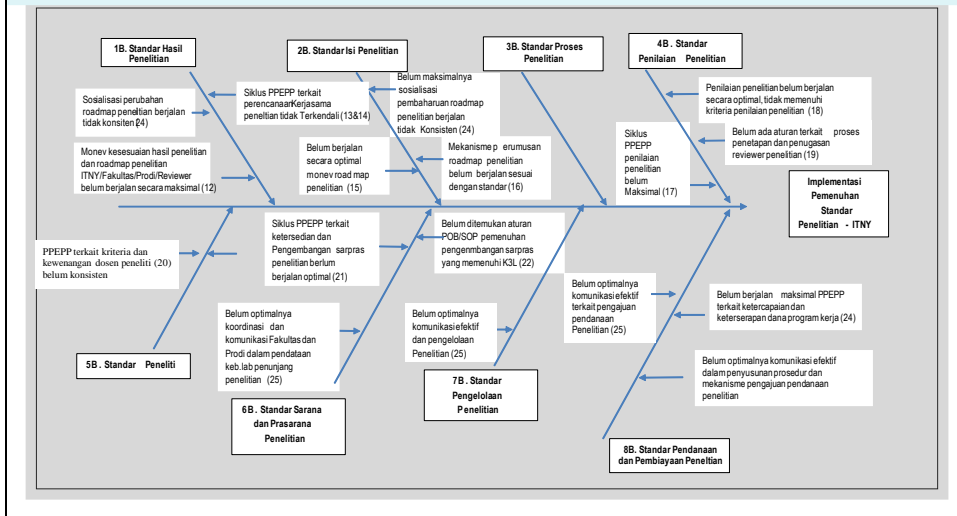 1B. Standar Hasil
Penelitian
2B. Standar Isi Penelitian
3B. Standar Proses
Penelitian
4B . Standar
Penilaian Penelitian
Sosialisasi perubahan
roadmap peneltian berjalan
tidak konsiten (24)
Siklus PPEPP terkait
perencanaan Kerjasama
peneltian tidak Terkendali (13&14)
Monev kesesuaian hasil penelitian
dan roadmap penelitian
ITNY/Fakultas/Prodi/Reviewer
belum berjalan secara maksimal (12)
Belum maksimalnya
sosialisasi
pembaharuan roadmap
penelitian berjalan
tidak Konsisten (24)
Belum berjalan
secara optimal
monev road map
penelitian (15)
Mekanisme p erumusan
roadmap penelitian
belum berjalan sesuai
dengan standar (16)
Penilaian penelitian belum berjalan
secara optimal, tidak memenuhi
kriteria penilaian penelitian (18)
Siklus
PPEPP
penilaian
penelitian
belum
Maksimal (17)
Belum ada aturan terkait proses
penetapan dan penugasan
reviewer penelitian (19)
Implementasi
Pemenuhan
Standar
Penelitian - ITNY
PPEPP terkait kriteria dan
kewenangan dosen peneliti (20)
belum konsisten
Siklus PPEPP terkait
Ketersedian dan
Pengembangan sarpras
penelitian berlum
berjalan optimal (21)
Belum ditemukan aturan
POB/SOP pemenuhan
pengenmbangan sarpras
yang memenuhi K3L (22)
Belum optimalnya
koordinasi dan
komunikasi Fakultas dan
Prodi dalam pendataan
keb.lab penunjang
penelitian (25)
Belum optimalnya
komunikasi efektif
dan pengelolaan
Penelitian (25)
Belum optimalnya
komunikasi efektif
terkait pengajuan
pendanaan
Penelitian (25)
Belum berjalan maksimal PPEPP
terkait ketercapaian dan
keterserapan dana program kerja (24)
Belum optimalnya komunikasi efektif
dalam penyusunan prosedur dan
mekanisme pengajuan pendanaan
penelitian
5B . Standar Peneliti
6B . Standar Sarana
dan Prasarana
Penelitian
7B . Standar
Pengelolaan
Penelitian
8B. Standar Pendanaan
dan Pembiayaan Peneltian